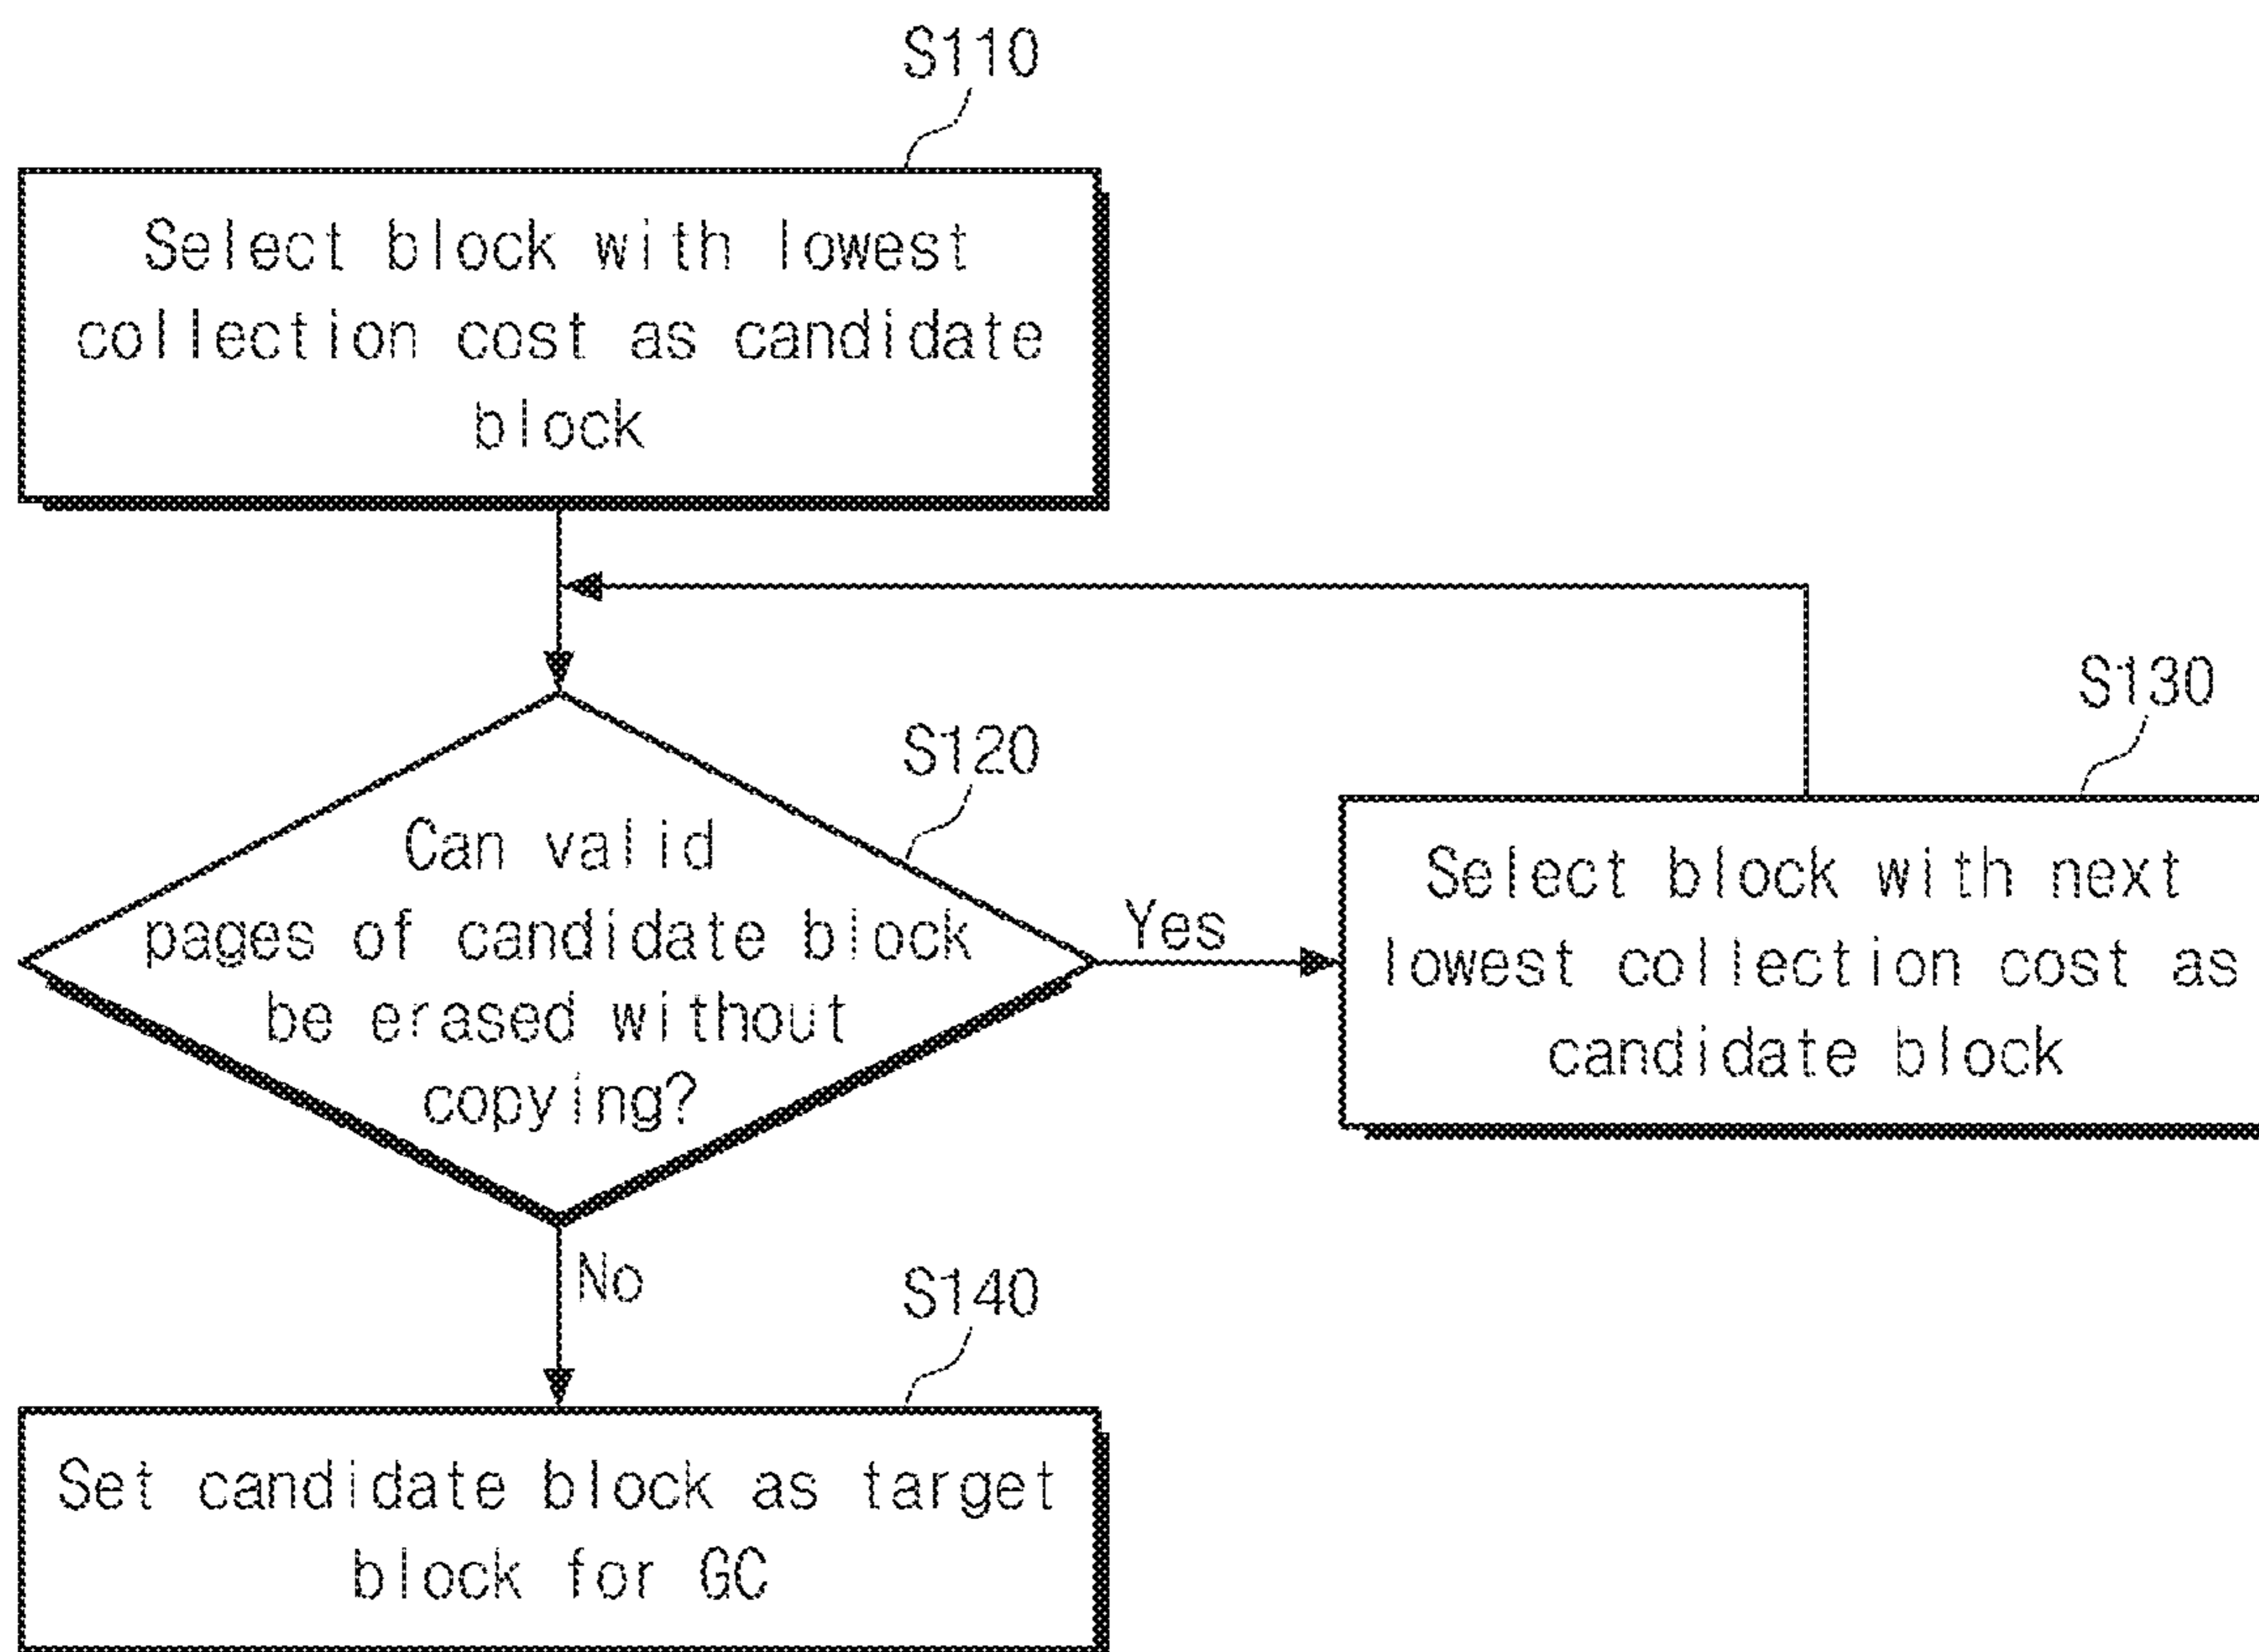 S110
Select block with lowest
collection cost as candidate
block
S120
Can valid
pages of candidate block
be erased without
copying?
Yes
S130
Select block with next
lowest collection cost as
candidate block
No
S140
Set candidate block as target
block for GC